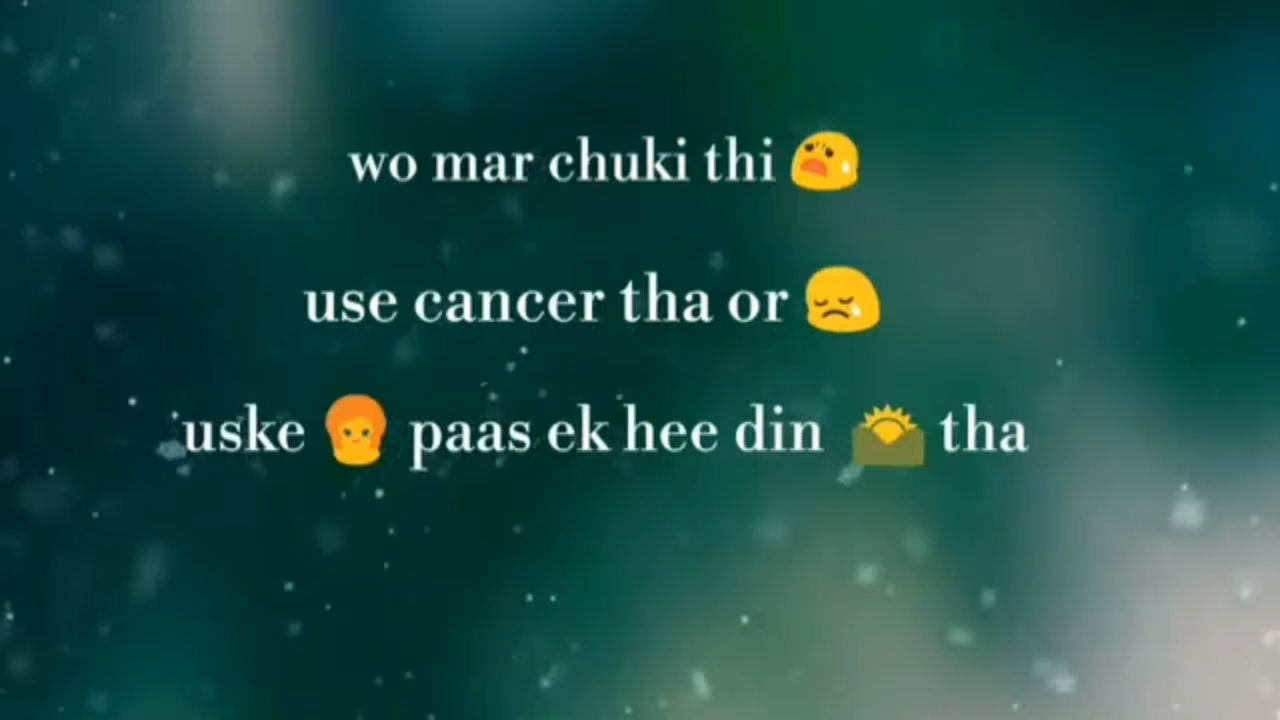 wo mar chuki thi 😧
use cancer tha or 😢
uske 👩 paas ek hee din 🌅 tha